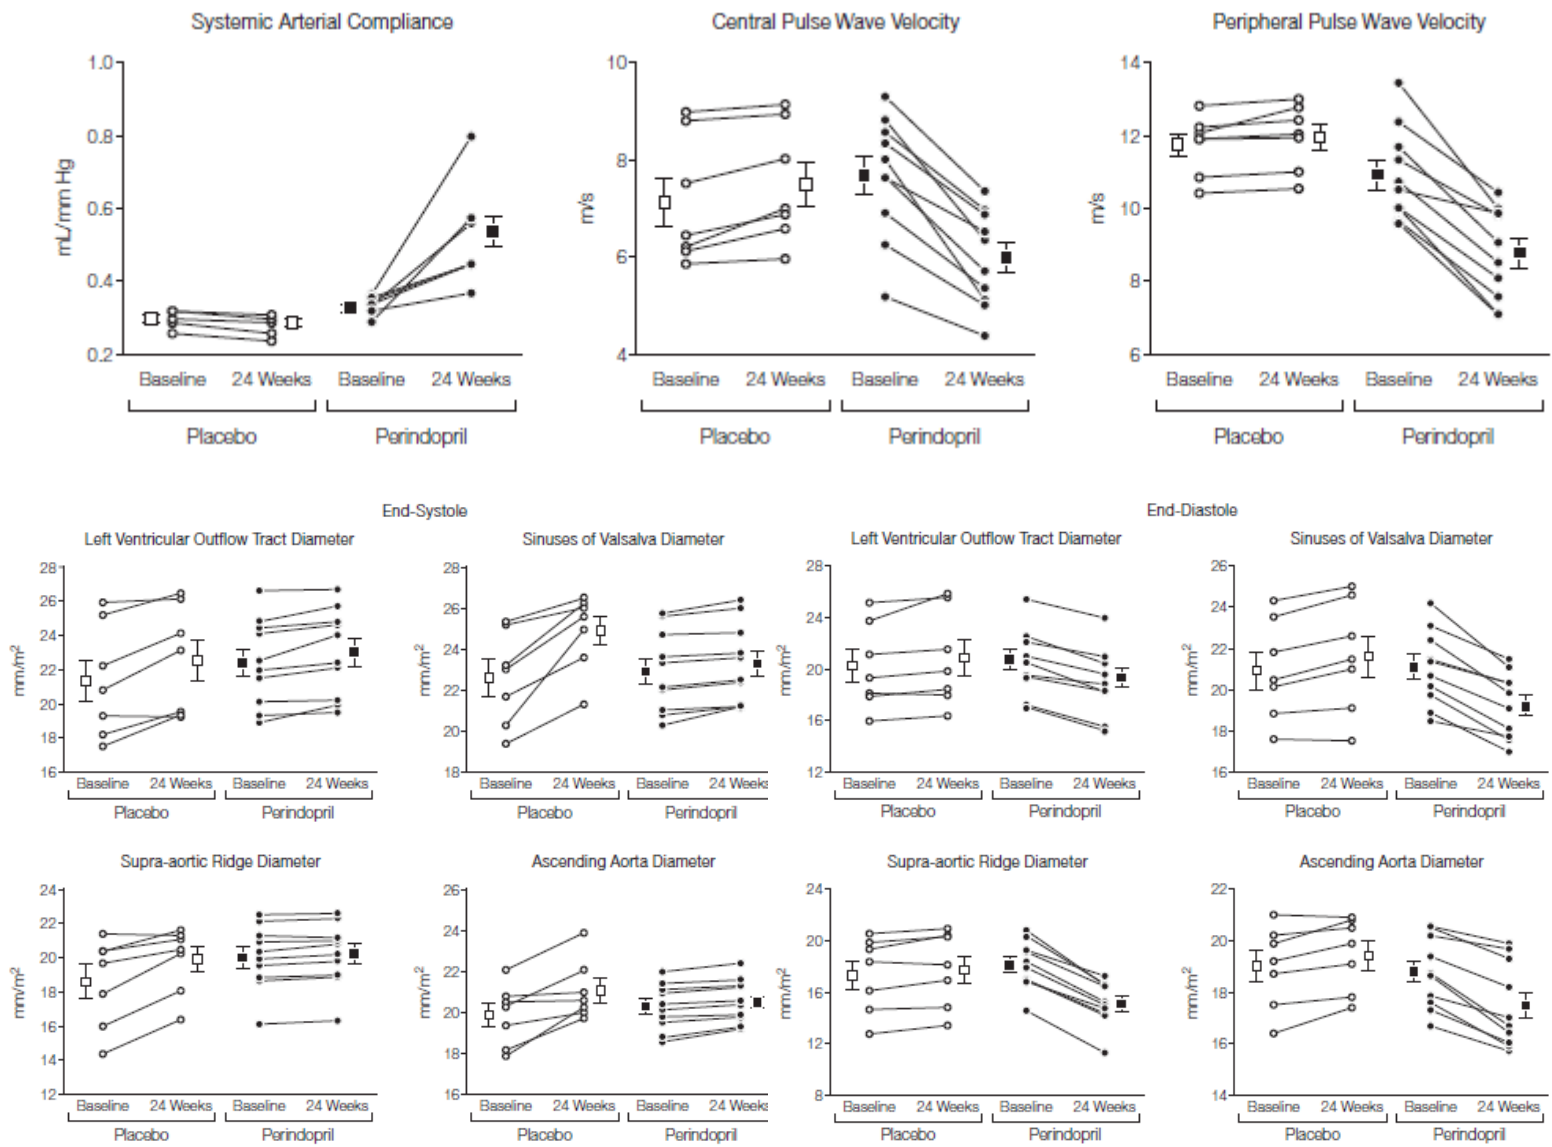 Systemic Arterial Compliance
1.0
0.8
0.6
0.4
0.2
mL/mm Hg
Baseline 24 Weeks Baseline 24 Weeks
Placebo Perindopril
Central Pulse Wave Velocity
10
8
6
4
m/s
Baseline 24 Weeks Baseline 24 Weeks
Placebo Perindopril
Peripheral Pulse Wave Velocity
14
12
10
8
6
m/s
Baseline 24 Weeks Baseline 24 Weeks
Placebo Perindopril
End-Systole
Left Ventricular Outflow Tract Diameter
28
26
24
22
20
18
16
mm/m²
Baseline 24 Weeks Baseline 24 Weeks
Placebo Perindopril
Sinuses of Valsalva Diameter
28
26
24
22
20
18
mm/m²
Baseline 24 Weeks Baseline 24 Weeks
Placebo Perindopril
End-Diastole
Left Ventricular Outflow Tract Diameter
28
24
20
16
12
mm/m²
Baseline 24 Weeks Baseline 24 Weeks
Placebo Perindopril
Sinuses of Valsalva Diameter
26
24
22
20
18
16
mm/m²
Baseline 24 Weeks Baseline 24 Weeks
Placebo Perindopril
Supra-aortic Ridge Diameter
24
22
20
18
16
14
12
mm/m²
Baseline 24 Weeks Baseline 24 Weeks
Placebo Perindopril
Ascending Aorta Diameter
26
24
22
20
18
16
mm/m²
Baseline 24 Weeks Baseline 24 Weeks
Placebo Perindopril
Supra-aortic Ridge Diameter
24
20
16
12
8
mm/m²
Baseline 24 Weeks Baseline 24 Weeks
Placebo Perindopril
Ascending Aorta Diameter
22
20
18
16
14
mm/m²
Baseline 24 Weeks Baseline 24 Weeks
Placebo Perindopril